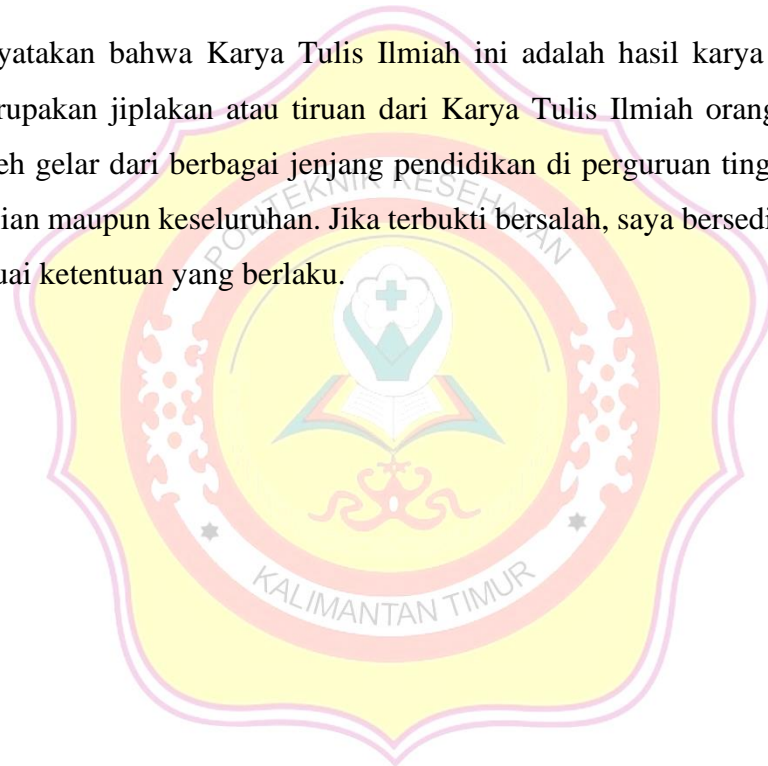 yatakan bahwa Karya Tulis Ilmiah ini adalah hasil karya
rupakan jiplakan atau tiruan dari Karya Tulis Ilmiah orang
eh gelar dari berbagai jenjang pendidikan di perguruan ting
ian maupun keseluruhan. Jika terbukti bersalah, saya bersedi
uai ketentuan yang berlaku.
POLITEKNIK KESEHATAN
KALIMANTAN TIMUR